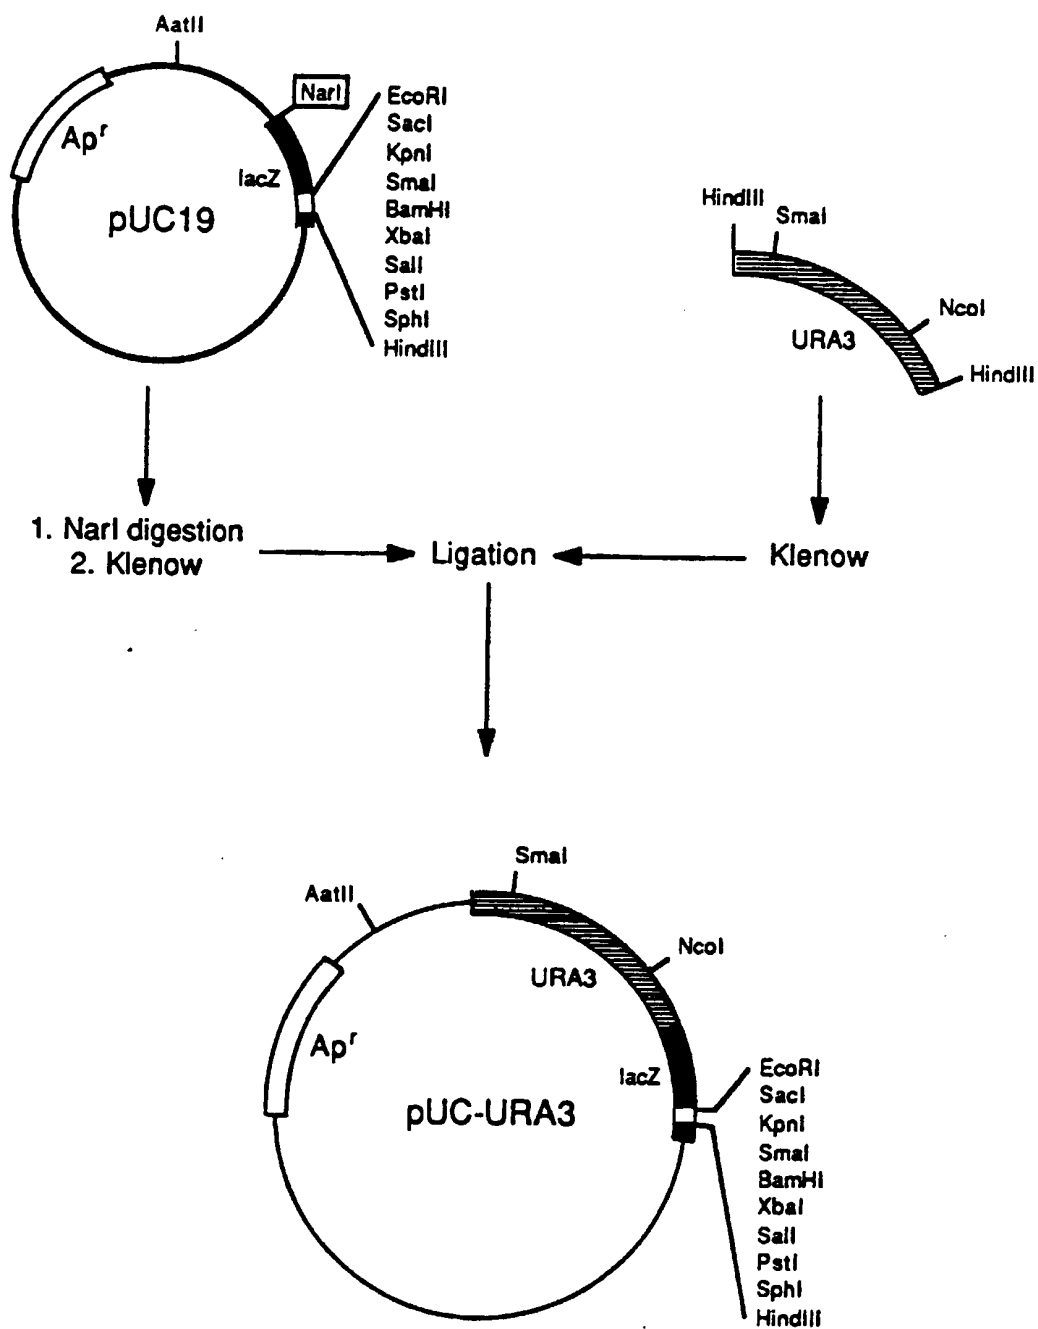 AatII
NarI
Apʳ
lacZ
pUC19
EcoRI
SacI
KpnI
SmaI
BamHI
XbaI
SalI
PstI
SphI
HindIII
HindIII
SmaI
NcoI
URA3
HindIII
1. NarI digestion
2. Klenow
Ligation
Klenow
SmaI
AatII
NcoI
URA3
Apʳ
lacZ
pUC-URA3
EcoRI
SacI
KpnI
SmaI
BamHI
XbaI
SalI
PstI
SphI
HindIII